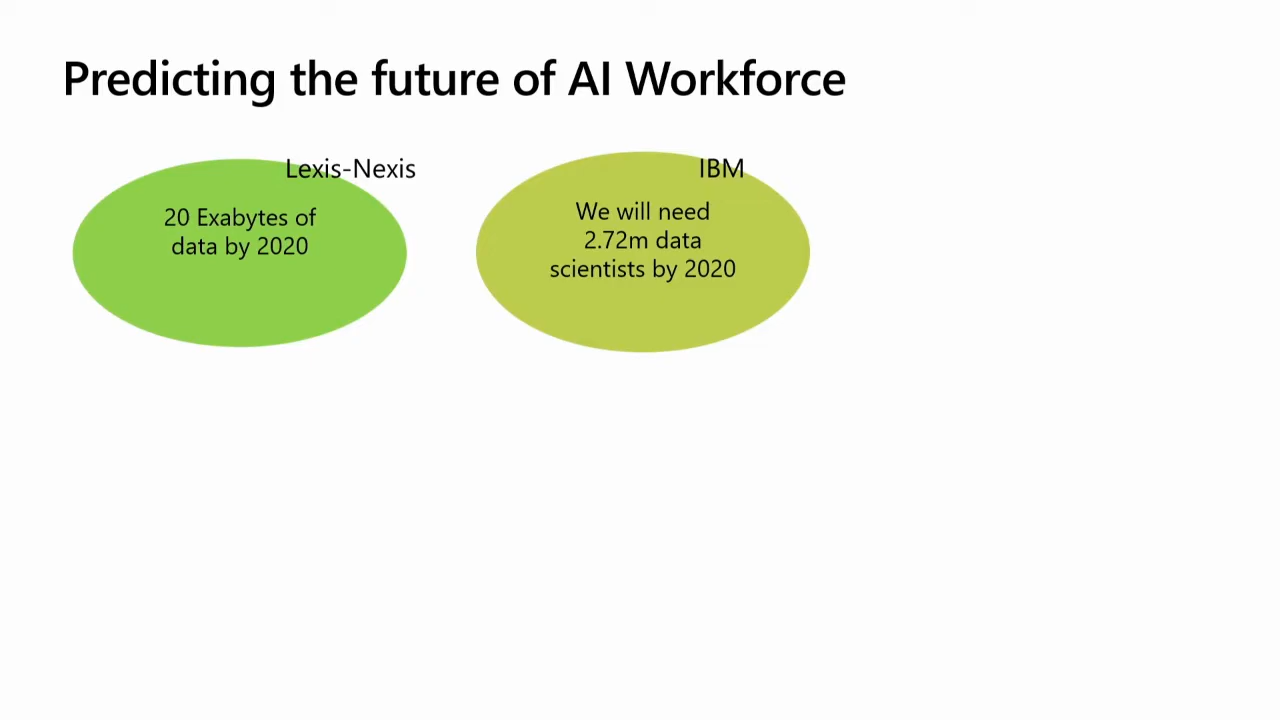 Predicting the future of AI Workforce
Lexis-Nexis
20 Exabytes of
data by 2020
IBM
We will need
2.72m data
scientists by 2020